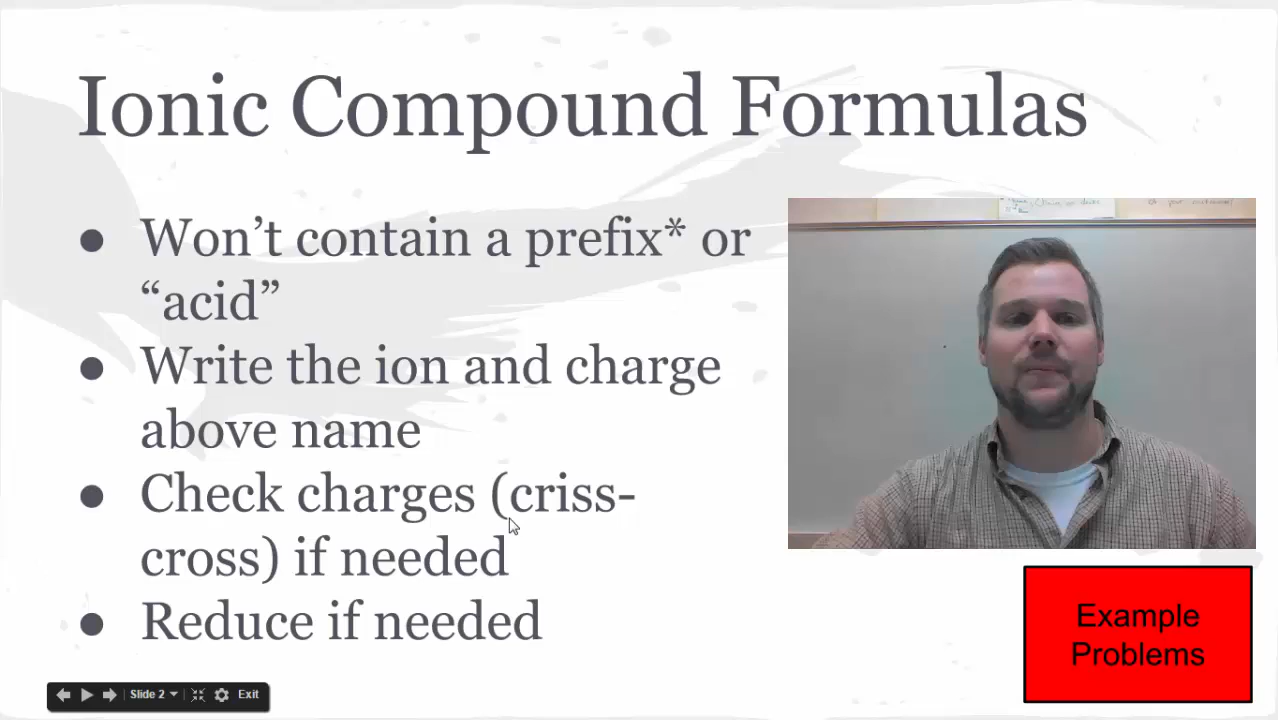 Ionic Compound Formulas
● Won’t contain a prefix* or
“acid”
● Write the ion and charge
above name
● Check charges (criss-
cross) if needed
● Reduce if needed
Example
Problems
Slide 2
Exit